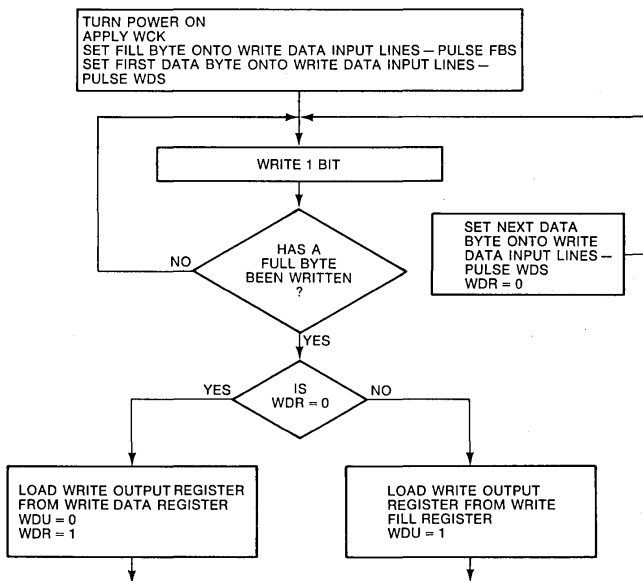 TURN POWER ON
APPLY WCK
SET FILL BYTE ONTO WRITE DATA INPUT LINES — PULSE FBS
SET FIRST DATA BYTE ONTO WRITE DATA INPUT LINES —
PULSE WDS
WRITE 1 BIT
HAS A
FULL BYTE
BEEN WRITTEN
?
NO
YES
SET NEXT DATA
BYTE ONTO WRITE
DATA INPUT LINES —
PULSE WDS
WDR = 0
IS
WDR = 0
YES
NO
LOAD WRITE OUTPUT REGISTER
FROM WRITE DATA REGISTER
WDU = 0
WDR = 1
LOAD WRITE OUTPUT
REGISTER FROM WRITE
FILL REGISTER
WDU = 1